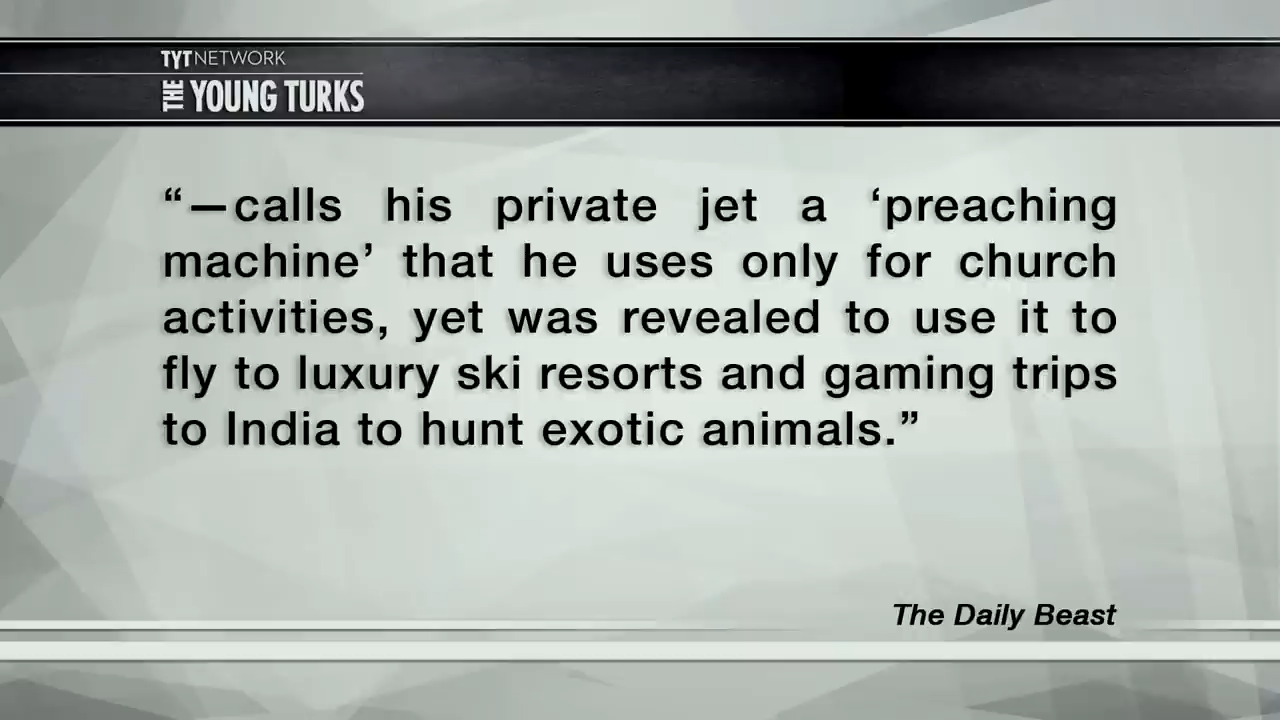 TYTNETWORK
THE YOUNG TURKS
“—calls his private jet a ‘preaching
machine’ that he uses only for church
activities, yet was revealed to use it to
fly to luxury ski resorts and gaming trips
to India to hunt exotic animals.”
The Daily Beast